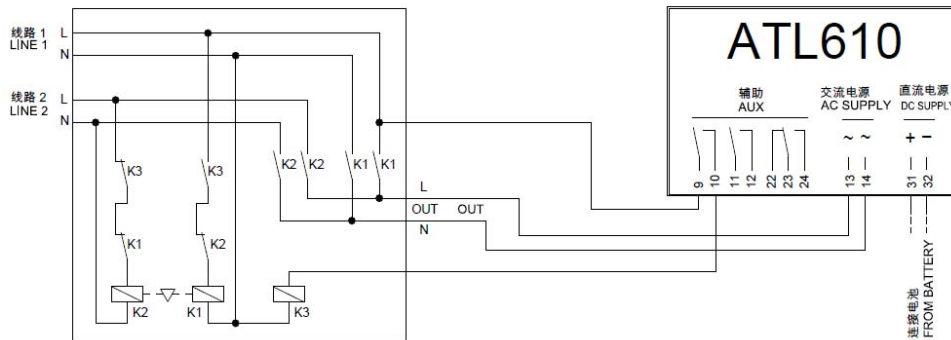 线路 1 L
LINE 1
N
线路 2 L
LINE 2
N
K3
K3
K2
K2
K1
K1
K1
K2
K2
K1
K3
L
OUT
OUT
N
ATL610
辅助
AUX
交流电源
AC SUPPLY
直流电源
DC SUPPLY
~ ~
+ −
9 10 11 12 22 23 24 13 14 31 32
连接电池
FROM BATTERY